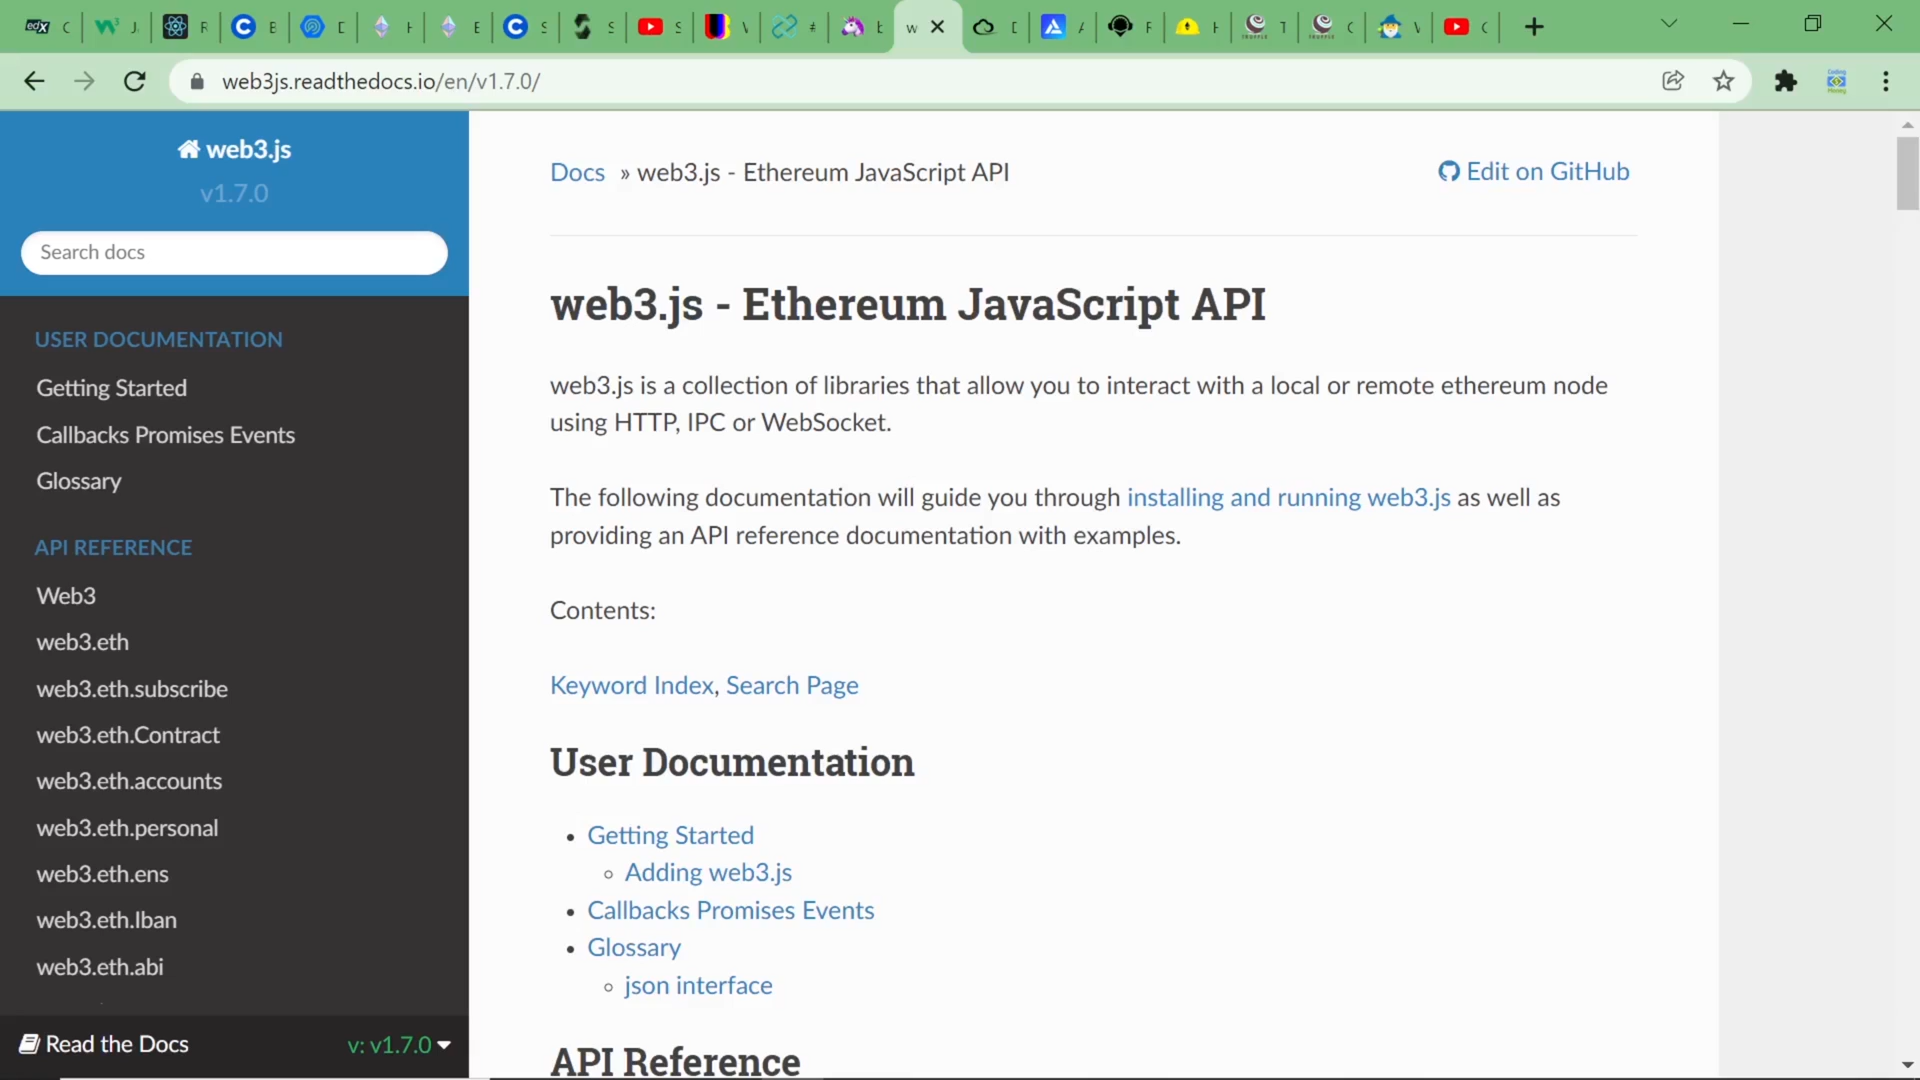 web3js.readthedocs.io/en/v1.7.0/
web3.js
v1.7.0
Search docs
USER DOCUMENTATION
Getting Started
Callbacks Promises Events
Glossary
API REFERENCE
Web3
web3.eth
web3.eth.subscribe
web3.eth.Contract
web3.eth.accounts
web3.eth.personal
web3.eth.ens
web3.eth.Iban
web3.eth.abi
Read the Docs
v: v1.7.0
Docs » web3.js - Ethereum JavaScript API
Edit on GitHub
web3.js - Ethereum JavaScript API
web3.js is a collection of libraries that allow you to interact with a local or remote ethereum node
using HTTP, IPC or WebSocket.
The following documentation will guide you through installing and running web3.js as well as
providing an API reference documentation with examples.
Contents:
Keyword Index, Search Page
User Documentation
• Getting Started
◦ Adding web3.js
• Callbacks Promises Events
• Glossary
◦ json interface
API Reference